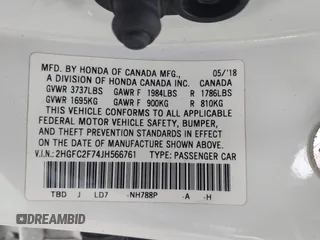 MFD. BY HONDA OF CANADA MFG., 05/'18
A DIVISION OF HONDA CANADA INC. CANADA
GVWR 3737LBS GAWR F 1984LBS R 1786LBS
GVWR 1695KG GAWR F 900KG R 810KG
THIS VEHICLE CONFORMS TO ALL APPLICABLE
FEDERAL MOTOR VEHICLE SAFETY, BUMPER,
AND THEFT PREVENTION STANDARDS IN EFFECT
ON THE DATE OF MANUFACTURE SHOWN ABOVE.
V.I.N.: 2HGFC2F74JH566761 TYPE: PASSENGER CAR
TBD J LD7 -NH788P -A -H
AutoBidMaster